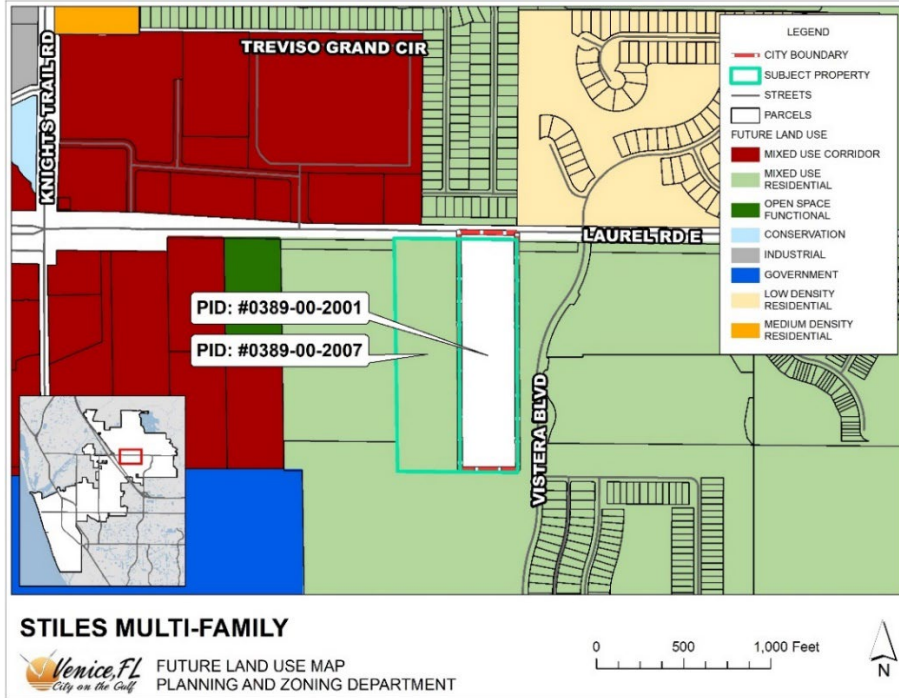 KNIGHTS TRAIL RD
TREVISO GRAND CIR
LAUREL RD E
VISTERA BLVD
PID: #0389-00-2001
PID: #0389-00-2007
LEGEND
CITY BOUNDARY
SUBJECT PROPERTY
STREETS
PARCELS
FUTURE LAND USE
MIXED USE CORRIDOR
MIXED USE
RESIDENTIAL
OPEN SPACE
FUNCTIONAL
CONSERVATION
INDUSTRIAL
GOVERNMENT
LOW DENSITY
RESIDENTIAL
MEDIUM DENSITY
RESIDENTIAL
STILES MULTI-FAMILY
Venice, FL
City on the Gulf
FUTURE LAND USE MAP
PLANNING AND ZONING DEPARTMENT
0 500 1,000 Feet
N